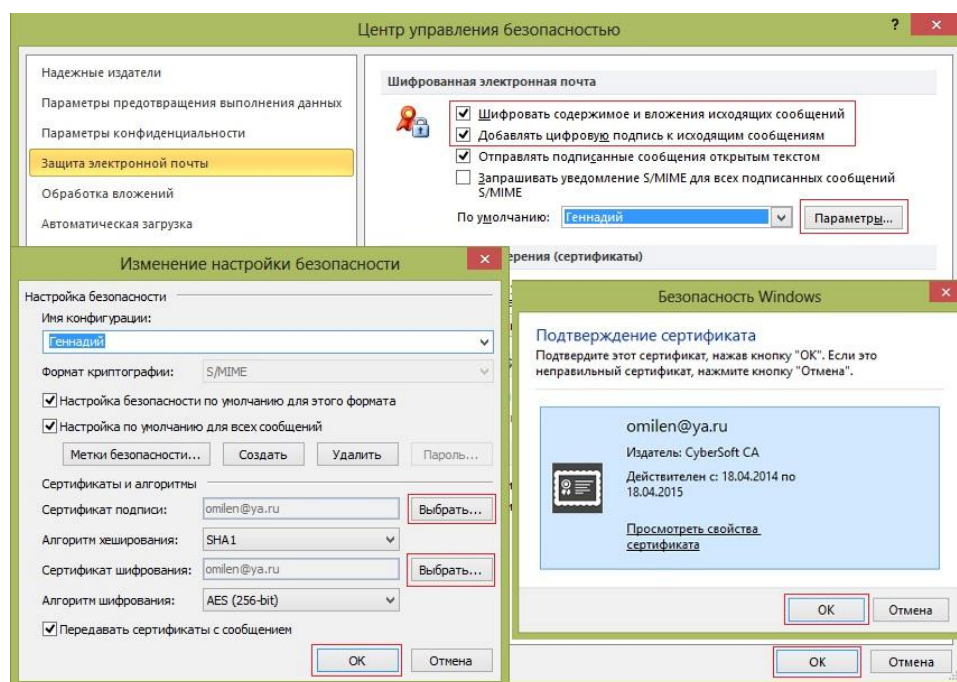 Центр управления безопасностью
?
Надежные издатели
Параметры предотвращения выполнения данных
Параметры конфиденциальности
Защита электронной почты
Обработка вложений
Автоматическая загрузка
Шифрованная электронная почта
Шифровать содержимое и вложения исходящих сообщений
Добавлять цифровую подпись к исходящим сообщениям
Отправлять подписанные сообщения открытым текстом
Запрашивать уведомление S/MIME для всех подписанных сообщений
S/MIME
По умолчанию: Геннадий Параметры...
рения (сертификаты)
Изменение настройки безопасности
Настройка безопасности
Имя конфигурации:
Геннадий
Формат криптографии: S/MIME
Настройка безопасности по умолчанию для этого формата
Настройка по умолчанию для всех сообщений
Метки безопасности... Создать Удалить Пароль...
Сертификаты и алгоритмы
Сертификат подписи: omilen@ya.ru Выбрать...
Алгоритм хеширования: SHA1
Сертификат шифрования: omilen@ya.ru Выбрать...
Алгоритм шифрования: AES (256-bit)
Передавать сертификаты с сообщением
ОК Отмена
Безопасность Windows
Подтверждение сертификата
Подтвердите этот сертификат, нажав кнопку "ОК". Если это
неправильный сертификат, нажмите кнопку "Отмена".
omilen@ya.ru
Издатель: CyberSoft CA
Действителен с: 18.04.2014 по
18.04.2015
Просмотреть свойства
сертификата
ОК Отмена
ОК Отмена